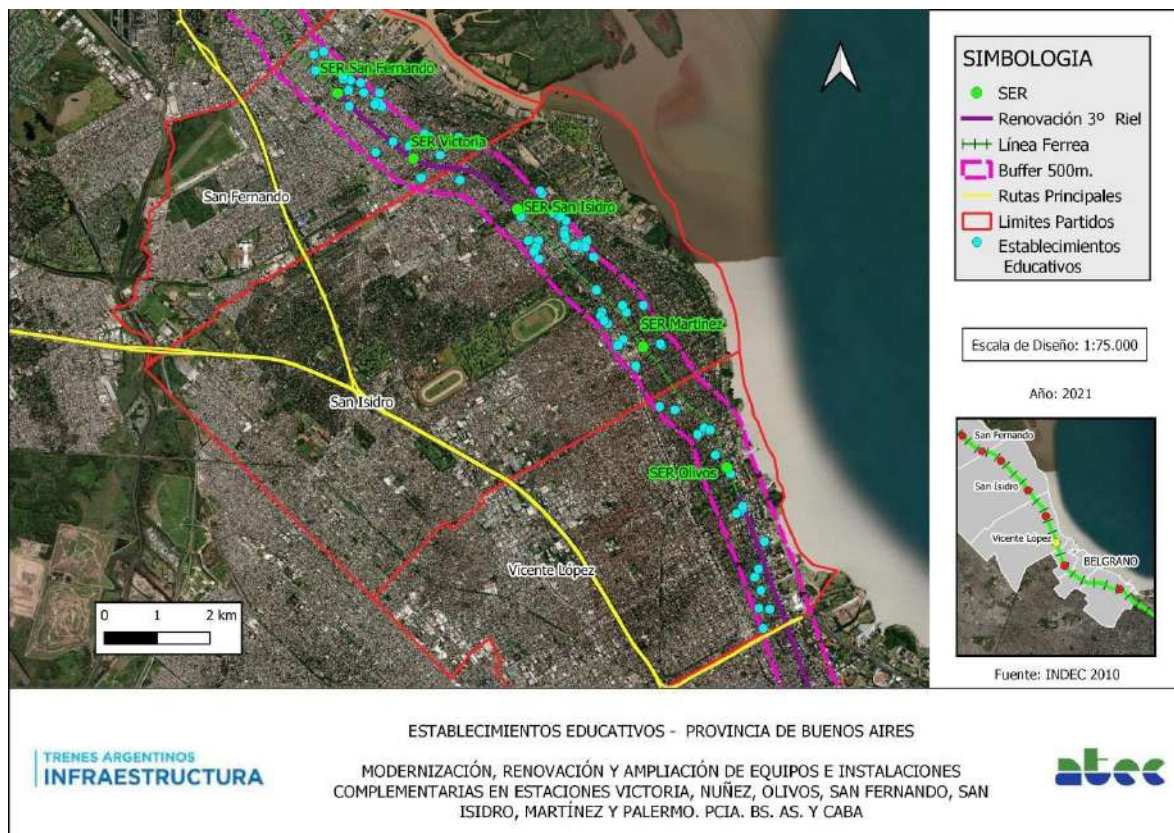 SER San Fernando
SER Victoria
San Fernando
SER San Isidro
SER Martinez
San Isidro
SER Olivos
Vicente López
0 1 2 km
SIMBOLOGIA
SER
Renovación 3º Riel
Línea Ferrea
Buffer 500m.
Rutas Principales
Limites Partidos
Establecimientos
Educativos
Escala de Diseño: 1:75.000
Año: 2021
San Fernando
San Isidro
Vicente López
BELGRANO
Fuente: INDEC 2010
TRENES ARGENTINOS
INFRAESTRUCTURA
ESTABLECIMIENTOS EDUCATIVOS - PROVINCIA DE BUENOS AIRES
MODERNIZACIÓN, RENOVACIÓN Y AMPLIACIÓN DE EQUIPOS E INSTALACIONES
COMPLEMENTARIAS EN ESTACIONES VICTORIA, NUÑEZ, OLIVOS, SAN FERNANDO, SAN
ISIDRO, MARTÍNEZ Y PALERMO. PCIA. BS. AS. Y CABA
atec